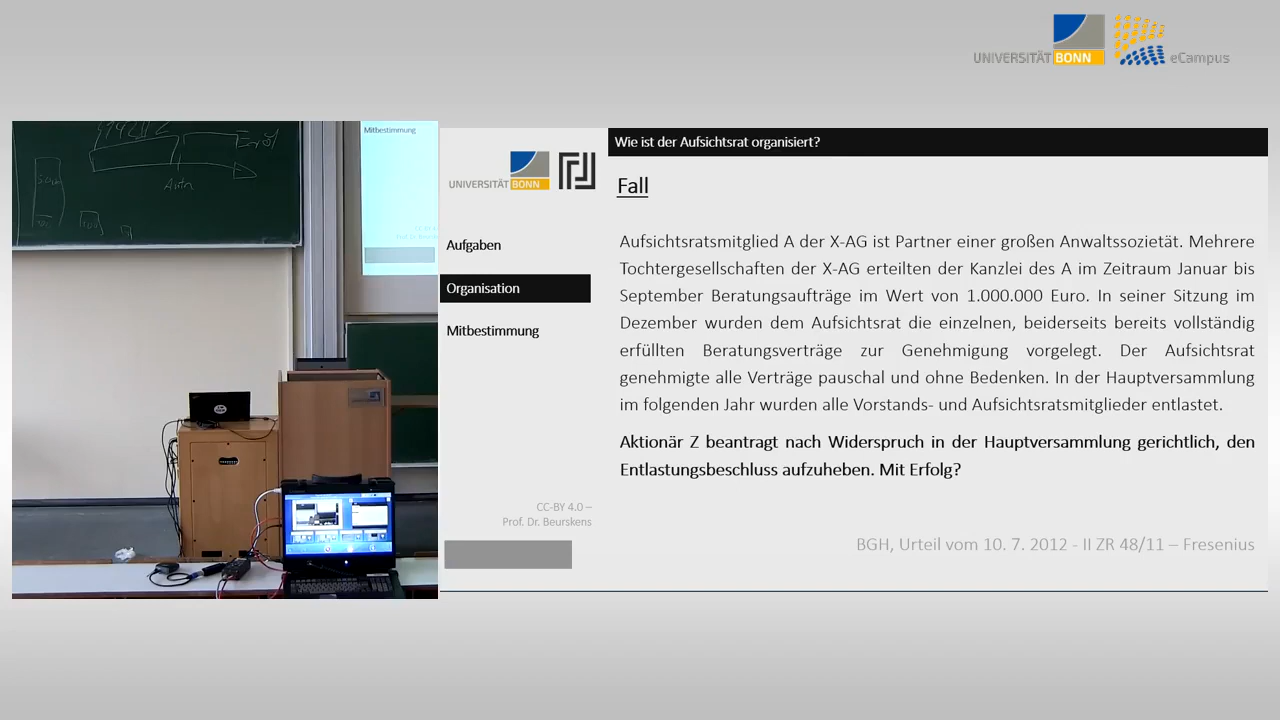 UNIVERSITÄT BONN
eCampus
Mitbestimmung
Auto
Wie ist der Aufsichtsrat organisiert?
UNIVERSITÄT BONN
Aufgaben
Organisation
Mitbestimmung
CC-BY 4.0 –
Prof. Dr. Beurskens
Fall
Aufsichtsratsmitglied A der X-AG ist Partner einer großen Anwaltssozietät. Mehrere
Tochtergesellschaften der X-AG erteilten der Kanzlei des A im Zeitraum Januar bis
September Beratungsaufträge im Wert von 1.000.000 Euro. In seiner Sitzung im
Dezember wurden dem Aufsichtsrat die einzelnen, beiderseits bereits vollständig
erfüllten Beratungsverträge zur Genehmigung vorgelegt. Der Aufsichtsrat
genehmigte alle Verträge pauschal und ohne Bedenken. In der Hauptversammlung
im folgenden Jahr wurden alle Vorstands- und Aufsichtsratsmitglieder entlastet.
Aktionär Z beantragt nach Widerspruch in der Hauptversammlung gerichtlich, den
Entlastungsbeschluss aufzuheben. Mit Erfolg?
BGH, Urteil vom 10. 7. 2012 - II ZR 48/11 – Fresenius